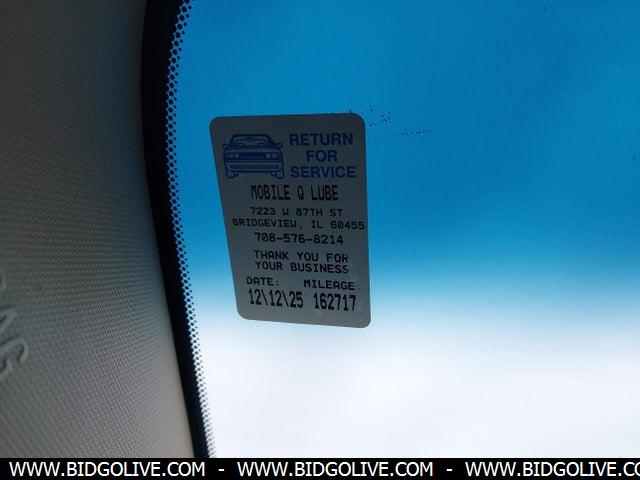 RETURN
FOR
SERVICE
MOBILE Q LUBE
7223 W 87TH ST
BRIDGEVIEW, IL 60455
708-576-8214
THANK YOU FOR
YOUR BUSINESS
DATE: MILEAGE
12\12\25 162717
WWW.BIDGOLIVE.COM - WWW.BIDGOLIVE.COM - WWW.BIDGOLIVE.COM